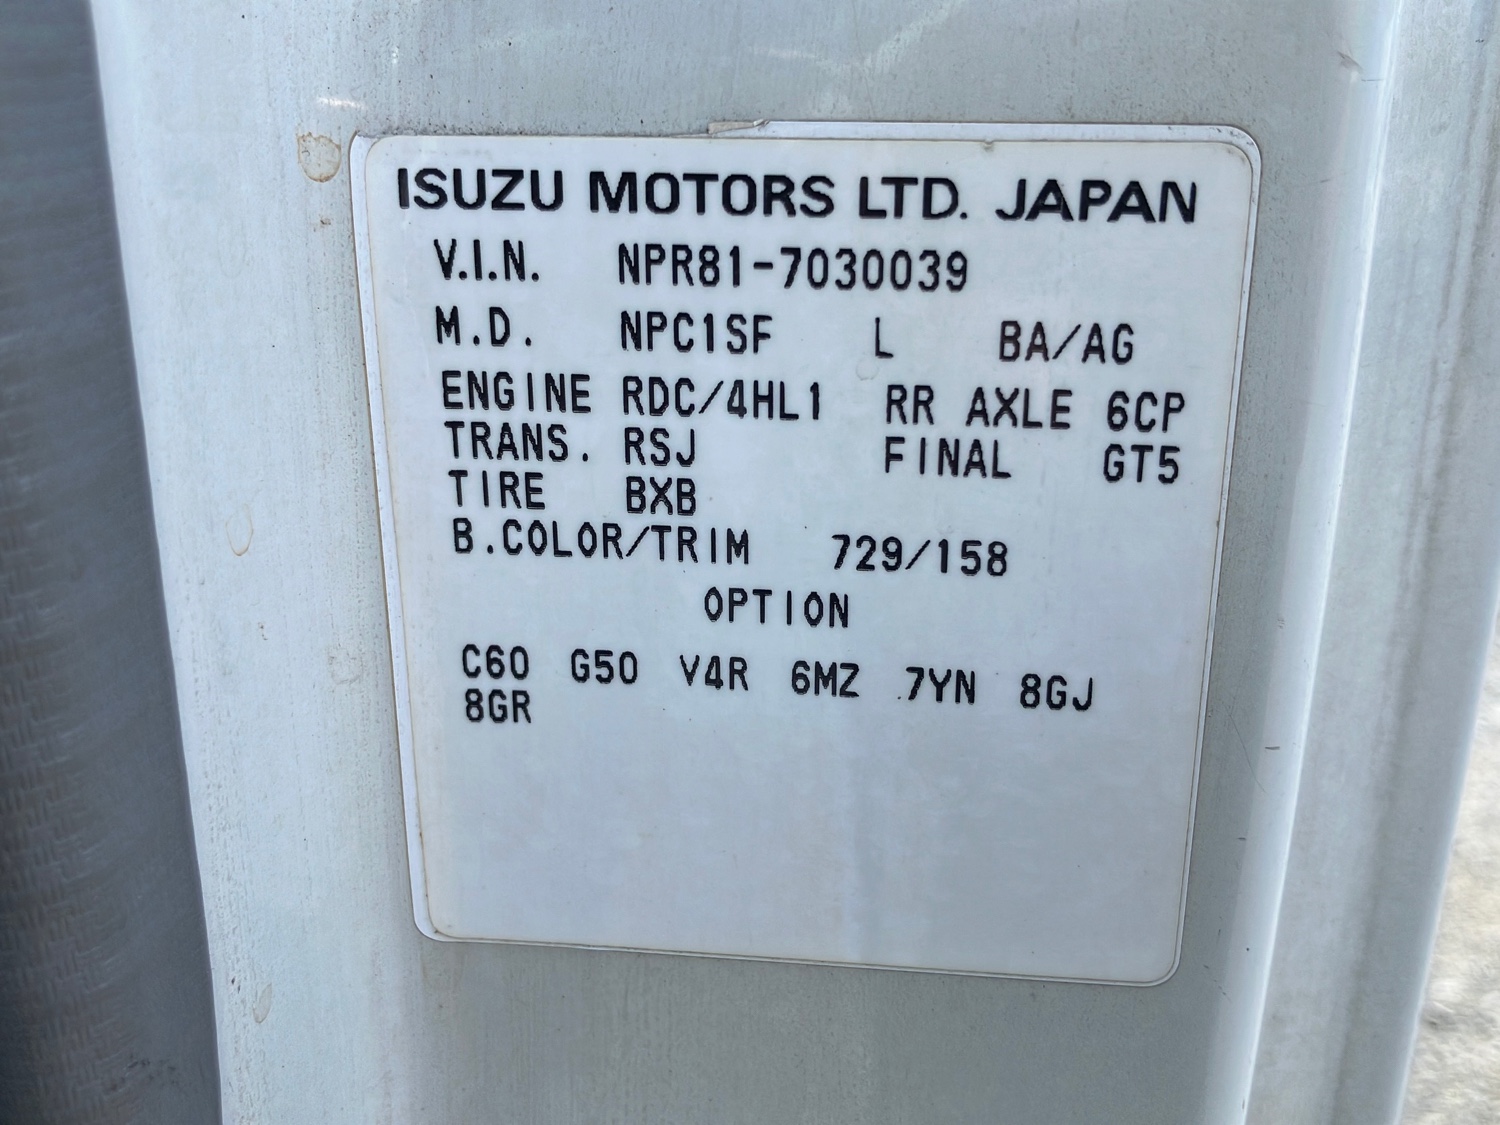 ISUZU MOTORS LTD. JAPAN
V.I.N. NPR81-7030039
M.D. NPC1SF L BA/AG
ENGINE RDC/4HL1 RR AXLE 6CP
TRANS. RSJ FINAL GT5
TIRE BXB
B.COLOR/TRIM 729/158
OPTION
C60 G50 V4R 6MZ 7YN 8GJ
8GR